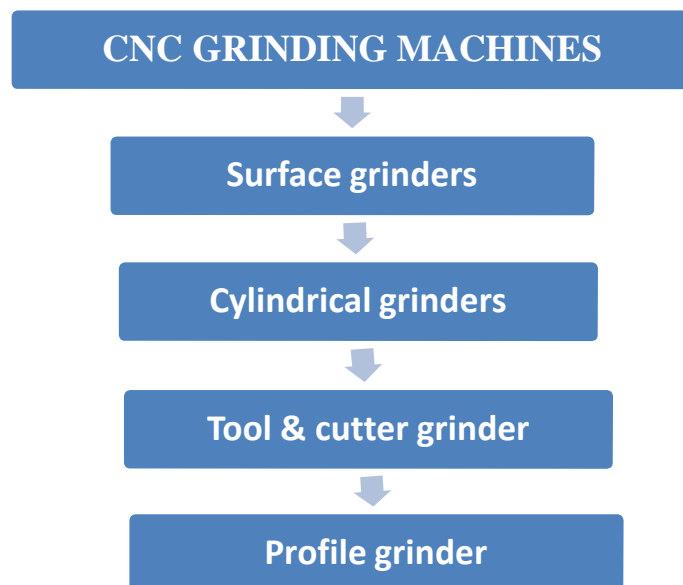 CNC GRINDING MACHINES
Surface grinders
Cylindrical grinders
Tool & cutter grinder
Profile grinder